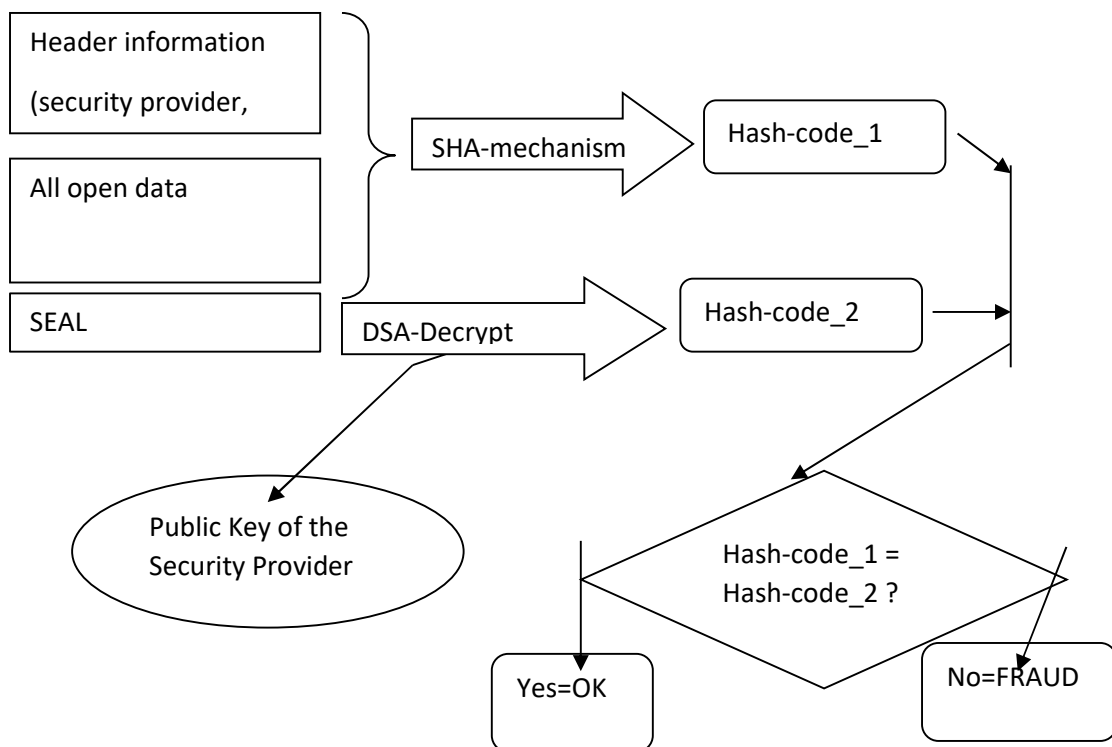 Header information
(security provider,
SHA-mechanism
Hash-code_1
All open data
SEAL
DSA-Decrypt
Hash-code_2
Public Key of the
Security Provider
Hash-code_1 =
Hash-code_2 ?
Yes=OK
No=FRAUD